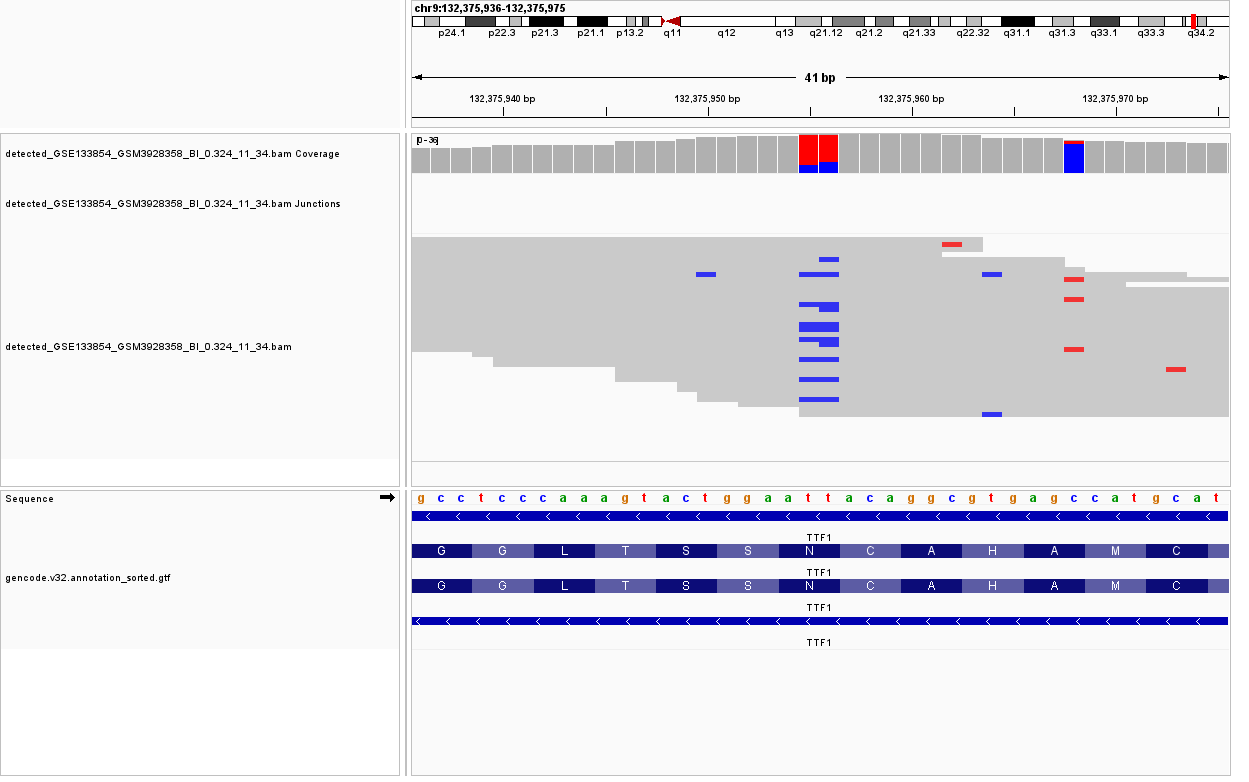 chr9:132,375,936-132,375,975
p24.1 p22.3 p21.3 p21.1 p13.2 q11 q12 q13 q21.12 q21.2 q21.33 q22.32 q31.1 q31.3 q33.1 q33.3 q34.2
41 bp
132,375,940 bp 132,375,950 bp 132,375,960 bp 132,375,970 bp
[0-36]
detected_GSE133854_GSM3928358_BI_0.324_11_34.bam Coverage
detected_GSE133854_GSM3928358_BI_0.324_11_34.bam Junctions
detected_GSE133854_GSM3928358_BI_0.324_11_34.bam
Sequence
g c c t c c c a a a g t a c t g g a a t t a c a g g c g t g a g c c a t g c a t
TTF1
G G L T S S N C A H A M C
TTF1
gencode.v32.annotation_sorted.gtf
G G L T S S N C A H A M C
TTF1
TTF1